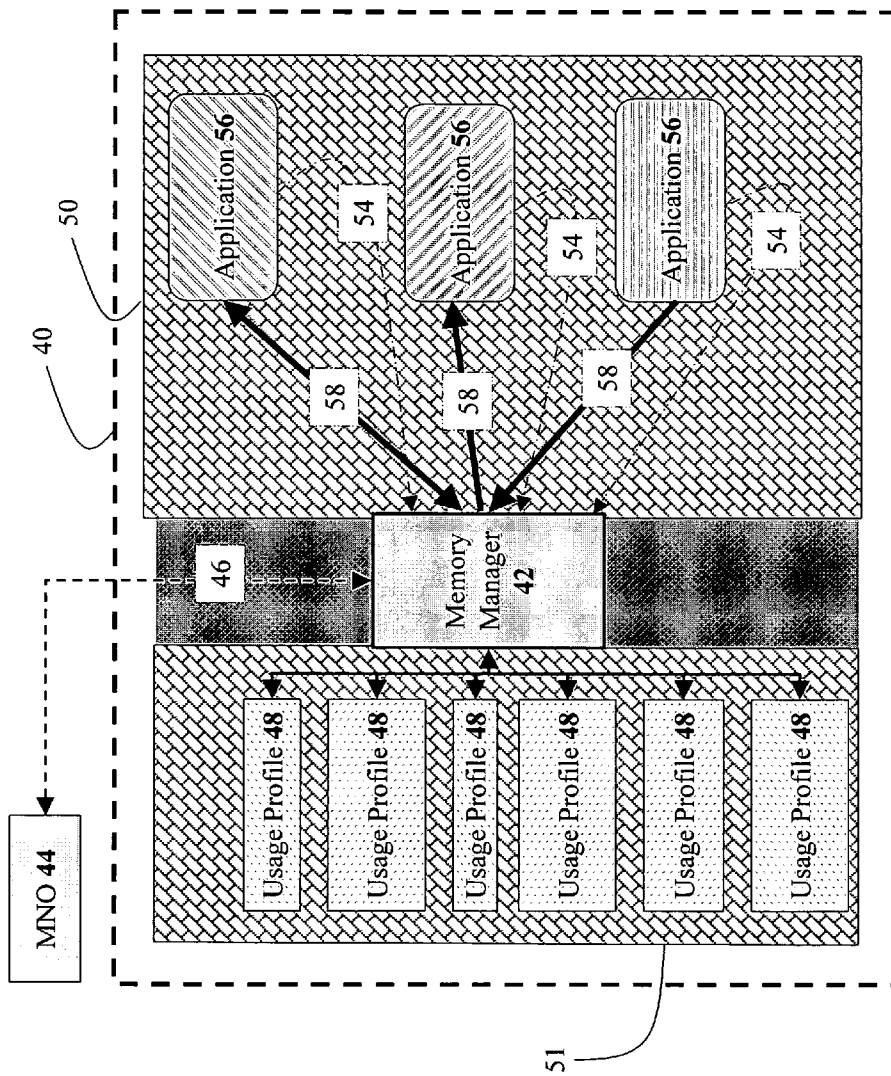 MNO 44
40
50
46
51
Usage Profile 48
Usage Profile 48
Usage Profile 48
Usage Profile 48
Usage Profile 48
Usage Profile 48
Memory
Manager
42
58
58
58
54
54
54
Application 56
Application 56
Application 56